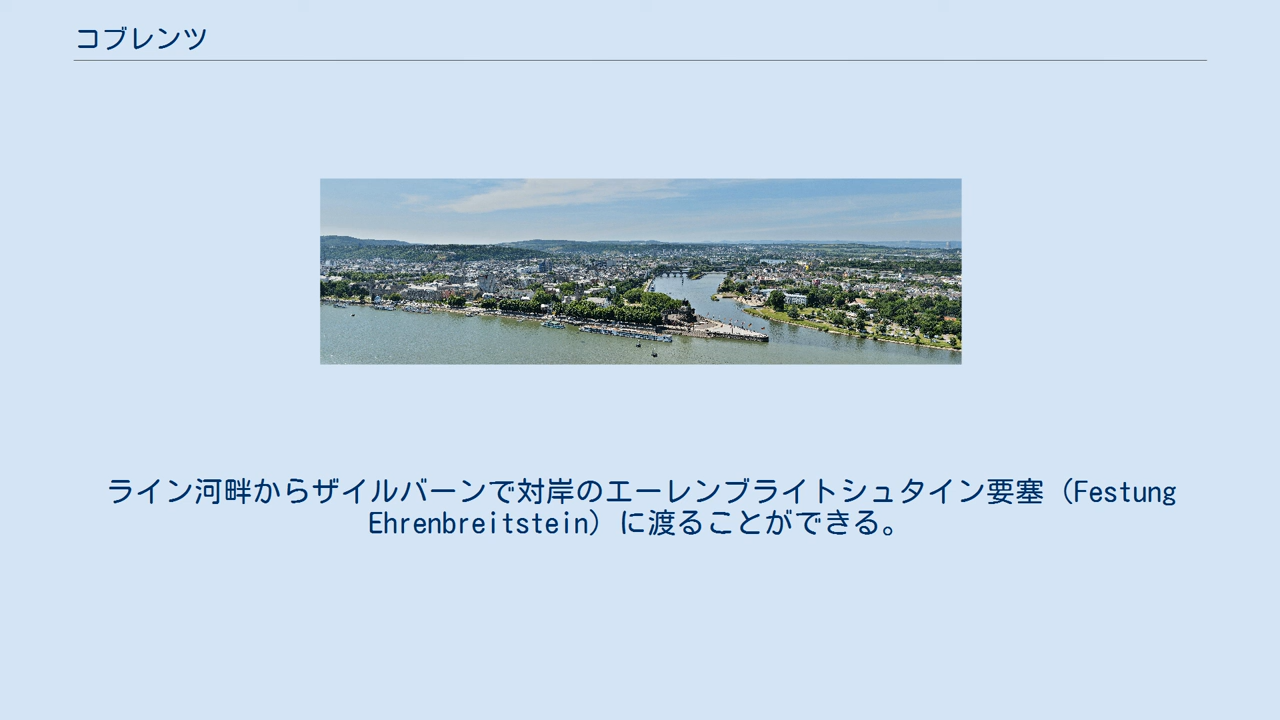 コブレンツ
ライン河畔からザイルバーンで対岸のエーレンブライトシュタイン要塞（Festung
Ehrenbreitstein）に渡ることができる。